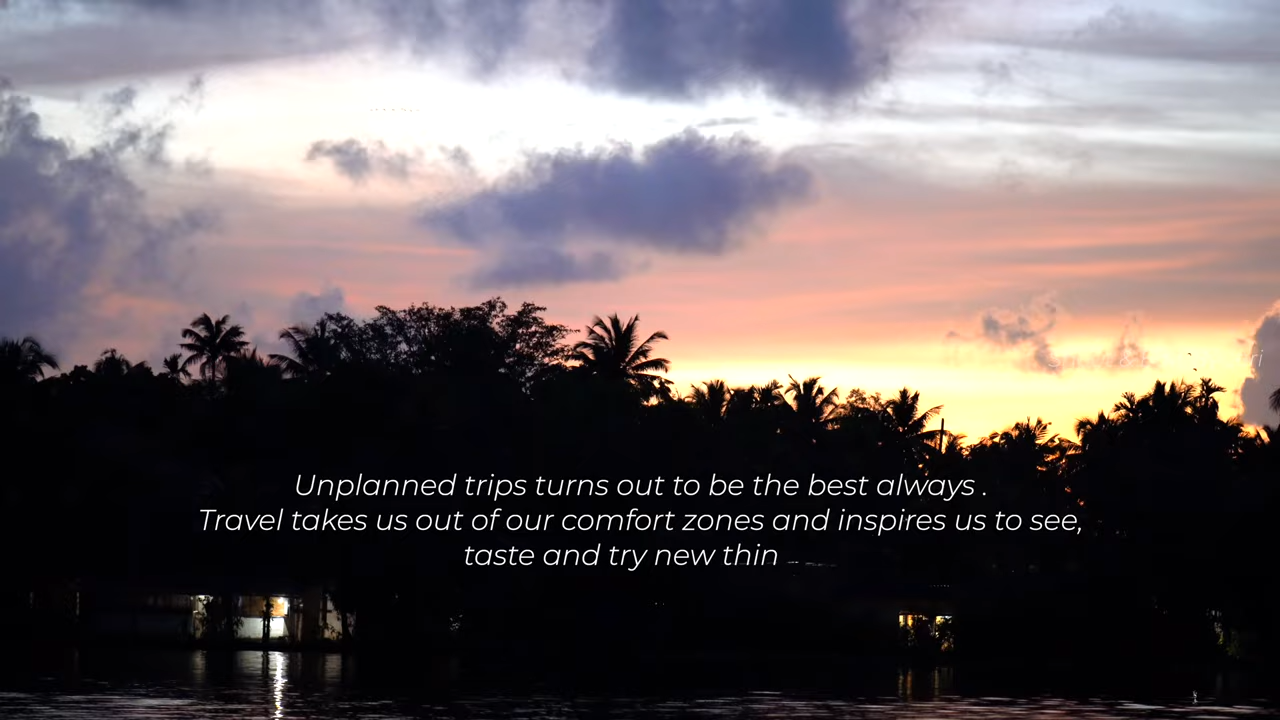 Unplanned trips turns out to be the best always .
Travel takes us out of our comfort zones and inspires us to see,
taste and try new thin